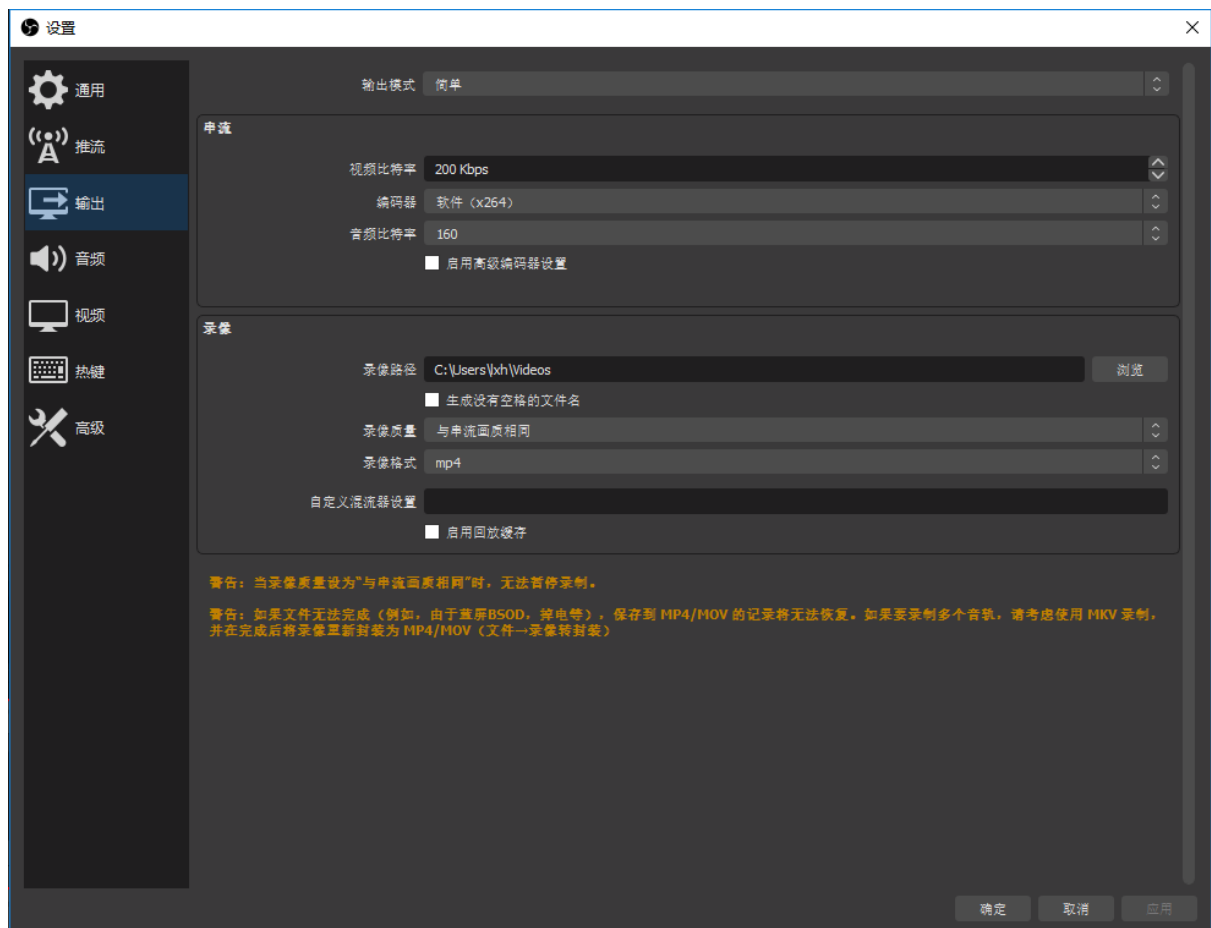 设置
通用
推流
输出
音频
视频
热键
高级
输出模式 简单
串流
视频比特率 200 Kbps
编码器 软件（x264）
音频比特率 160
启用高级编码器设置
录像
录像路径 C:\Users\lxh\Videos 浏览
生成没有空格的文件名
录像质量 与串流画质相同
录像格式 mp4
自定义混流器设置
启用回放缓存
警告：当录像质量设为“与串流画质相同”时，无法暂停录制。
警告：如果文件无法完成（例如，由于蓝屏BSOD，掉电等），保存到 MP4/MOV 的记录将无法恢复。如果要录制多个音轨，请考虑使用 MKV 录制，
并在完成后将录像重新封装为 MP4/MOV（文件→录像转封装）
确定 取消 应用